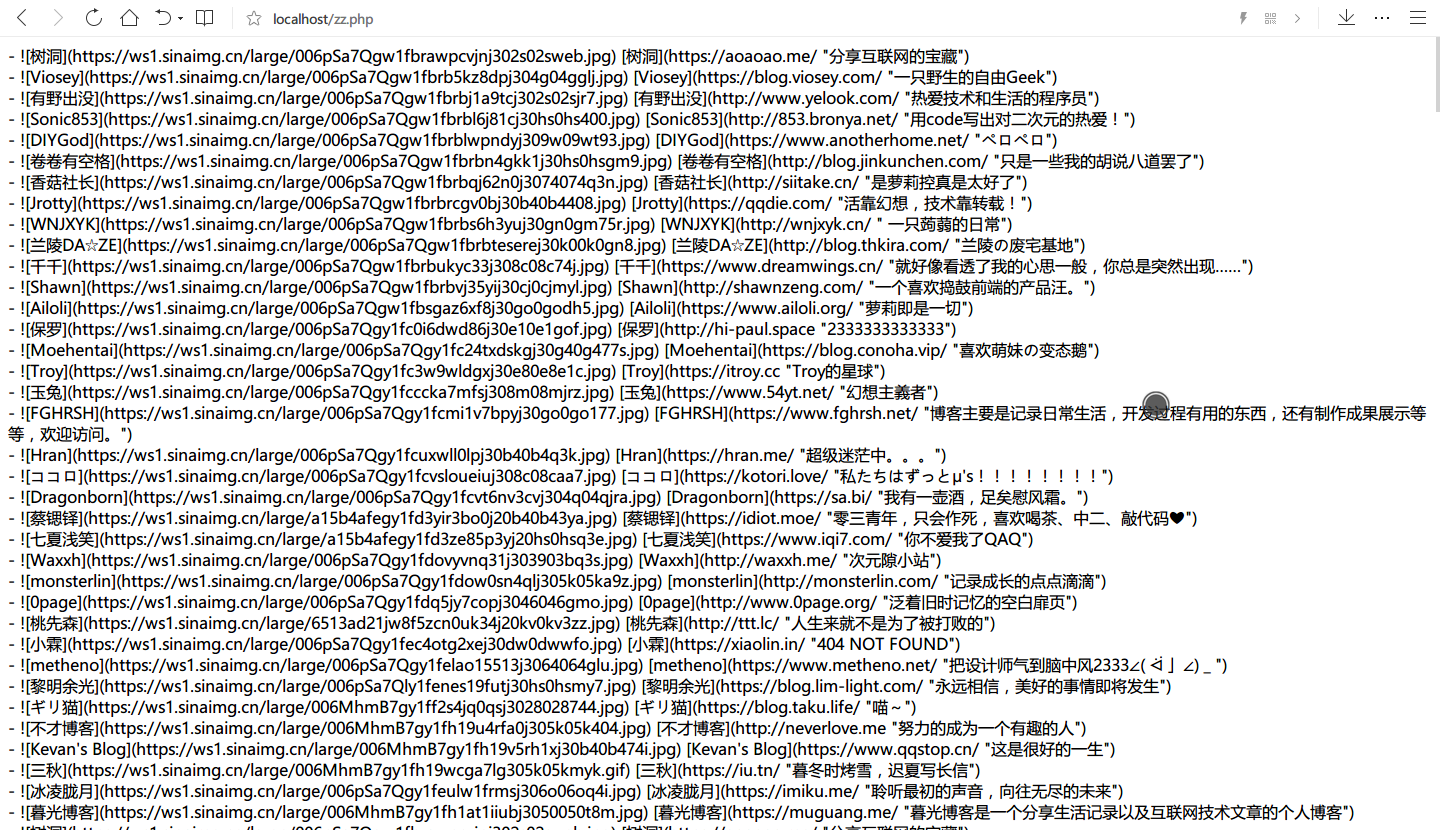 localhost/zz.php
- ![树洞](https://ws1.sinaimg.cn/large/006pSa7Qgw1fbrawpcvjnj302s02sweb.jpg) [树洞](https://aoaoao.me/ "分享互联网的宝藏")
- ![Viosey](https://ws1.sinaimg.cn/large/006pSa7Qgw1fbrb5kz8dpj304g04gglj.jpg) [Viosey](https://blog.viosey.com/ "一只野生的自由Geek")
- ![有野出没](https://ws1.sinaimg.cn/large/006pSa7Qgw1fbrbj1a9tcj302s02sjr7.jpg) [有野出没](http://www.yelook.com/ "热爱技术和生活的程序员")
- ![Sonic853](https://ws1.sinaimg.cn/large/006pSa7Qgw1fbrbl6j81cj30hs0hs400.jpg) [Sonic853](http://853.bronya.net/ "用code写出对二次元的热爱！")
- ![DIYGod](https://ws1.sinaimg.cn/large/006pSa7Qgw1fbrblwpndyj309w09wt93.jpg) [DIYGod](https://www.anotherhome.net/ "ペロペロ")
- ![卷卷有空格](https://ws1.sinaimg.cn/large/006pSa7Qgw1fbrbn4gkk1j30hs0hsgm9.jpg) [卷卷有空格](http://blog.jinkunchen.com/ "只是一些我的胡说八道罢了")
- ![香菇社长](https://ws1.sinaimg.cn/large/006pSa7Qgw1fbrbqj62n0j3074074q3n.jpg) [香菇社长](http://siitake.cn/ "是萝莉控真是太好了")
- ![Jrotty](https://ws1.sinaimg.cn/large/006pSa7Qgw1fbrbrcgv0bj30b40b4408.jpg) [Jrotty](https://qqdie.com/ "活靠幻想，技术靠转载！")
- ![WNJXYK](https://ws1.sinaimg.cn/large/006pSa7Qgw1fbrbs6h3yuj30gn0gm75r.jpg) [WNJXYK](http://wnjxyk.cn/ " 一只蒟蒻的日常")
- ![兰陵DA☆ZE](https://ws1.sinaimg.cn/large/006pSa7Qgw1fbrbteserej30k00k0gn8.jpg) [兰陵DA☆ZE](http://blog.thkira.com/ "兰陵の废宅基地")
- ![千千](https://ws1.sinaimg.cn/large/006pSa7Qgw1fbrbukyc33j308c08c74j.jpg) [千千](https://www.dreamwings.cn/ "就好像看透了我的心思一般，你总是突然出现......")
- ![Shawn](https://ws1.sinaimg.cn/large/006pSa7Qgw1fbrbvj35yij30cj0cjmyl.jpg) [Shawn](http://shawnzeng.com/ "一个喜欢捣鼓前端的产品汪。")
- ![Ailoli](https://ws1.sinaimg.cn/large/006pSa7Qgw1fbsgaz6xf8j30go0godh5.jpg) [Ailoli](https://www.ailoli.org/ "萝莉即是一切")
- ![保罗](https://ws1.sinaimg.cn/large/006pSa7Qgy1fc0i6dwd86j30e10e1gof.jpg) [保罗](http://hi-paul.space "2333333333333")
- ![Moehentai](https://ws1.sinaimg.cn/large/006pSa7Qgy1fc24txdskgj30g40g477s.jpg) [Moehentai](https://blog.conoha.vip/ "喜欢萌妹の变态鹅")
- ![Troy](https://ws1.sinaimg.cn/large/006pSa7Qgy1fc3w9wldgxj30e80e8e1c.jpg) [Troy](https://itroy.cc "Troy的星球")
- ![玉兔](https://ws1.sinaimg.cn/large/006pSa7Qgy1fcccka7mfsj308m08mjrz.jpg) [玉兔](https://www.54yt.net/ "幻想主義者")
- ![FGHRSH](https://ws1.sinaimg.cn/large/006pSa7Qgy1fcmi1v7bpyj30go0go177.jpg) [FGHRSH](https://www.fghrsh.net/ "博客主要是记录日常生活，开发过程有用的东西，还有制作成果展示等
等，欢迎访问。")
- ![Hran](https://ws1.sinaimg.cn/large/006pSa7Qgy1fcuxwll0lpj30b40b4q3k.jpg) [Hran](https://hran.me/ "超级迷茫中。。。")
- ![ココロ](https://ws1.sinaimg.cn/large/006pSa7Qgy1fcvsloueiuj308c08caa7.jpg) [ココロ](https://kotori.love/ "私たちはずっとμ's！！！！！！！！")
- ![Dragonborn](https://ws1.sinaimg.cn/large/006pSa7Qgy1fcvt6nv3cvj304q04qjra.jpg) [Dragonborn](https://sa.bi/ "我有一壶酒，足矣慰风霜。")
- ![蔡锶铎](https://ws1.sinaimg.cn/large/a15b4afegy1fd3yir3bo0j20b40b43ya.jpg) [蔡锶铎](https://idiot.moe/ "零三青年，只会作死，喜欢喝茶、中二、敲代码❤")
- ![七夏浅笑](https://ws1.sinaimg.cn/large/a15b4afegy1fd3ze85p3yj20hs0hsq3e.jpg) [七夏浅笑](https://www.iqi7.com/ "你不爱我了QAQ")
- ![Waxxh](https://ws1.sinaimg.cn/large/006pSa7Qgy1fdovyvnq31j303903bq3s.jpg) [Waxxh](http://waxxh.me/ "次元隙小站")
- ![monsterlin](https://ws1.sinaimg.cn/large/006pSa7Qgy1fdow0sn4qlj305k05ka9z.jpg) [monsterlin](http://monsterlin.com/ "记录成长的点点滴滴")
- ![0page](https://ws1.sinaimg.cn/large/006pSa7Qgy1fdq5jy7copj3046046gmo.jpg) [0page](http://www.0page.org/ "泛着旧时记忆的空白扉页")
- ![桃先森](https://ws1.sinaimg.cn/large/6513ad21jw8f5zcn0uk34j20kv0kv3zz.jpg) [桃先森](http://ttt.lc/ "人生来就不是为了被打败的")
- ![小霖](https://ws1.sinaimg.cn/large/006pSa7Qgy1fec4otg2xej30dw0dwwfo.jpg) [小霖](https://xiaolin.in/ "404 NOT FOUND")
- ![metheno](https://ws1.sinaimg.cn/large/006pSa7Qgy1felao15513j3064064glu.jpg) [metheno](https://www.metheno.net/ "把设计师气到脑中风2333∠( ᐛ 」∠)＿")
- ![黎明余光](https://ws1.sinaimg.cn/large/006pSa7Qly1fenes19futj30hs0hsmy7.jpg) [黎明余光](https://blog.lim-light.com/ "永远相信，美好的事情即将发生")
- ![ギリ猫](https://ws1.sinaimg.cn/large/006MhmB7gy1ff2s4jq0qsj3028028744.jpg) [ギリ猫](https://blog.taku.life/ "喵～")
- ![不才博客](https://ws1.sinaimg.cn/large/006MhmB7gy1fh19u4rfa0j305k05k404.jpg) [不才博客](http://neverlove.me "努力的成为一个有趣的人")
- ![Kevan's Blog](https://ws1.sinaimg.cn/large/006MhmB7gy1fh19v5rh1xj30b40b474i.jpg) [Kevan's Blog](https://www.qqstop.cn/ "这是很好的一生")
- ![三秋](https://ws1.sinaimg.cn/large/006MhmB7gy1fh19wcga7lg305k05kmyk.gif) [三秋](https://iu.tn/ "暮冬时烤雪，迟夏写长信")
- ![冰凌胧月](https://ws1.sinaimg.cn/large/006pSa7Qgy1feulw1frmsj306o06oq4i.jpg) [冰凌胧月](https://imiku.me/ "聆听最初的声音，向往无尽的未来")
- ![暮光博客](https://ws1.sinaimg.cn/large/006MhmB7gy1fh1at1iiubj3050050t8m.jpg) [暮光博客](https://muguang.me/ "暮光博客是一个分享生活记录以及互联网技术文章的个人博客")